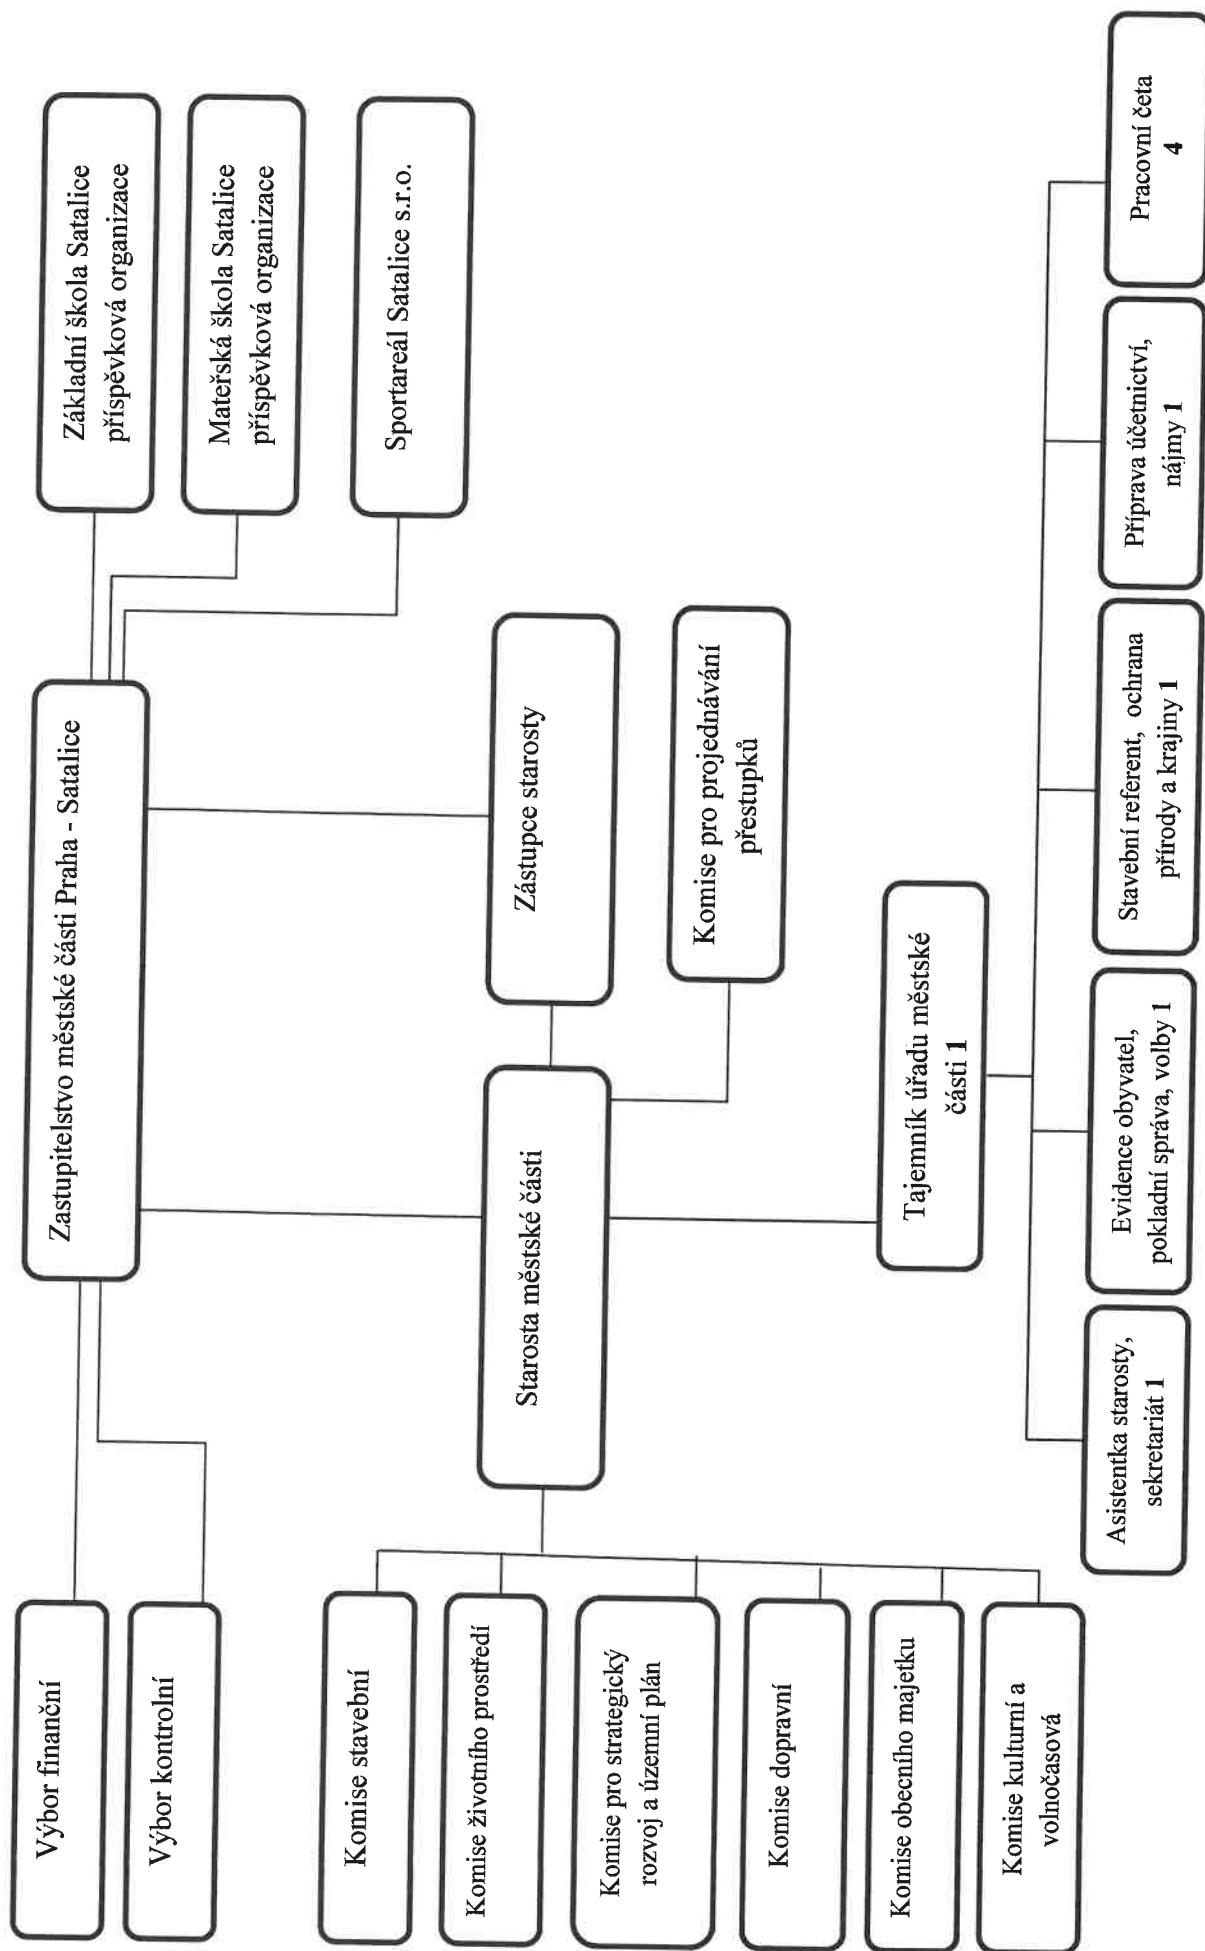 Výbor finanční
Výbor kontrolní
Zastupitelstvo městské části Praha - Satalice
Základní škola Satalice
příspěvková organizace
Mateřská škola Satalice
příspěvková organizace
Sportareál Satalice s.r.o.
Komise stavební
Komise životního prostředí
Komise pro strategický
rozvoj a územní plán
Komise dopravní
Komise obecního majetku
Komise kulturní a
volnočasová
Starosta městské části
Zástupce starosty
Komise pro projednávání
přestupků
Tajemník úřadu městské
části 1
Asistentka starosty,
sekretariát 1
Evidence obyvatel,
pokladní správa, volby 1
Stavební referent, ochrana
přírody a krajiny 1
Příprava účetnictví,
nájmy 1
Pracovní četa
4